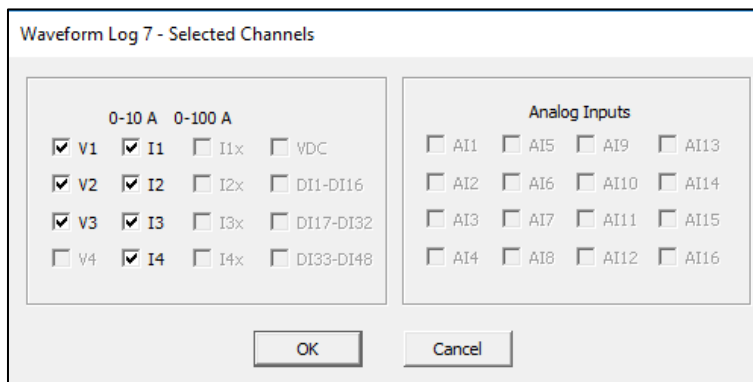 Waveform Log 7 - Selected Channels
0-10 A 0-100 A
V1 I1 I1x VDC
V2 I2 I2x DI1-DI16
V3 I3 I3x DI17-DI32
V4 I4 I4x DI33-DI48
Analog Inputs
AI1 AI5 AI9 AI13
AI2 AI6 AI10 AI14
AI3 AI7 AI11 AI15
AI4 AI8 AI12 AI16
OK Cancel